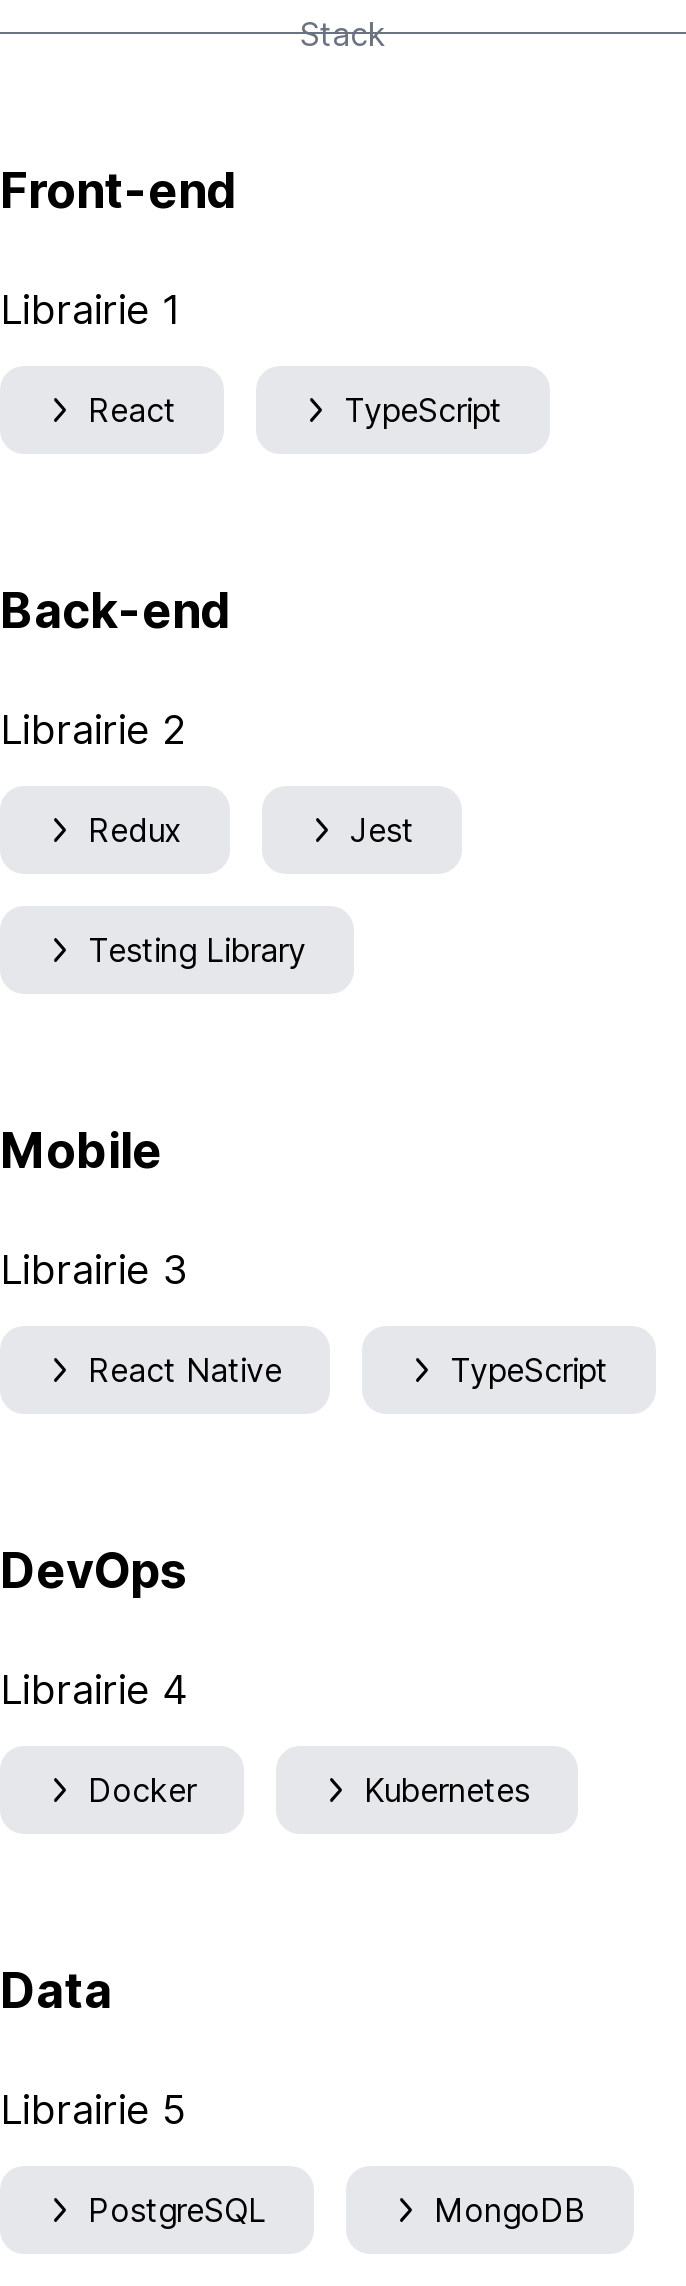 Stack
Front-end
Librairie 1
React TypeScript
Back-end
Librairie 2
Redux Jest
Testing Library
Mobile
Librairie 3
React Native TypeScript
DevOps
Librairie 4
Docker Kubernetes
Data
Librairie 5
PostgreSQL MongoDB